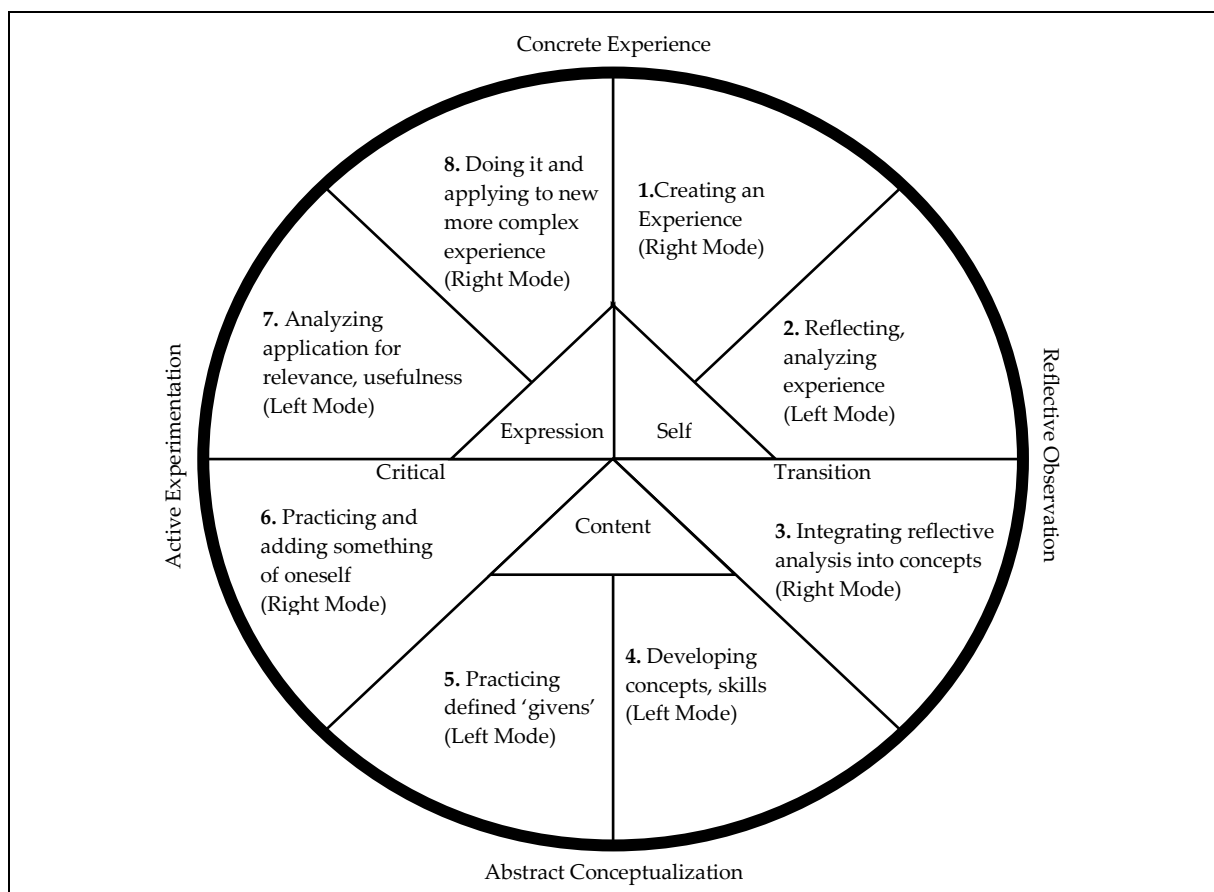 Concrete Experience
8. Doing it and
applying to new
more complex
experience
(Right Mode)
1.Creating an
Experience
(Right Mode)
7. Analyzing
application for
relevance, usefulness
(Left Mode)
2. Reflecting,
analyzing
experience
(Left Mode)
Active Experimentation
Reflective Observation
Expression
Self
Critical
Transition
Content
6. Practicing and
adding something
of oneself
(Right Mode)
3. Integrating reflective
analysis into concepts
(Right Mode)
5. Practicing
defined ‘givens’
(Left Mode)
4. Developing
concepts, skills
(Left Mode)
Abstract Conceptualization